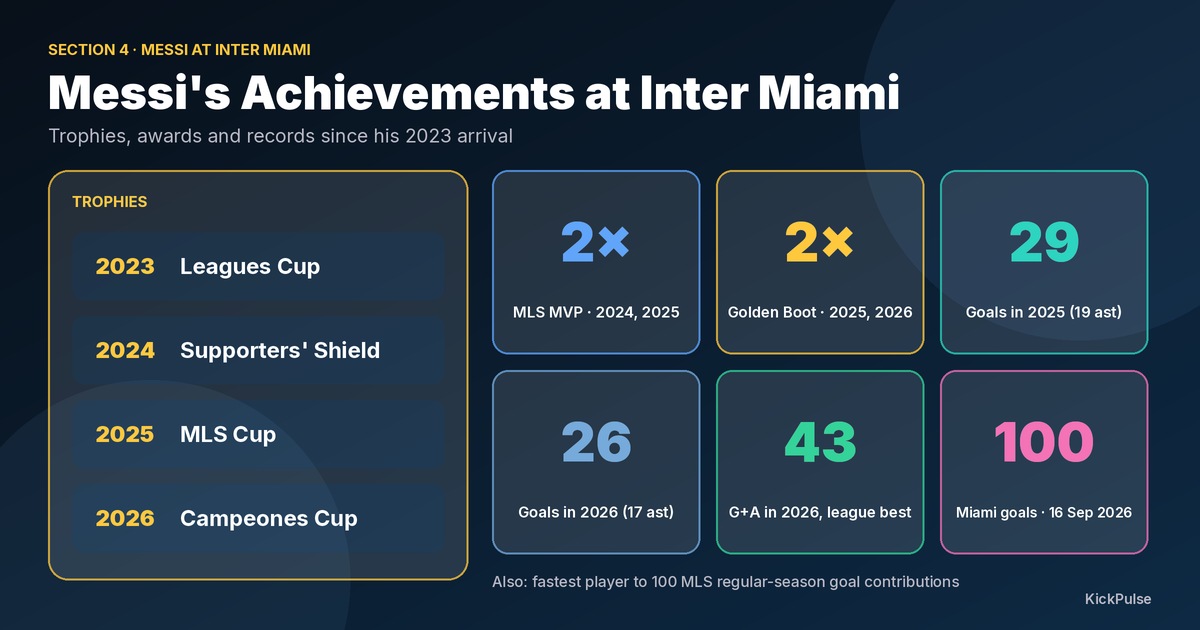 SECTION 4 · MESSI AT INTER MIAMI
Messi's Achievements at Inter Miami
Trophies, awards and records since his 2023 arrival
TROPHIES
2023 Leagues Cup
2024 Supporters' Shield
2025 MLS Cup
2026 Campeones Cup
2×
MLS MVP · 2024, 2025
2×
Golden Boot · 2025, 2026
29
Goals in 2025 (19 ast)
26
Goals in 2026 (17 ast)
43
G+A in 2026, league best
100
Miami goals · 16 Sep 2026
Also: fastest player to 100 MLS regular-season goal contributions
KickPulse